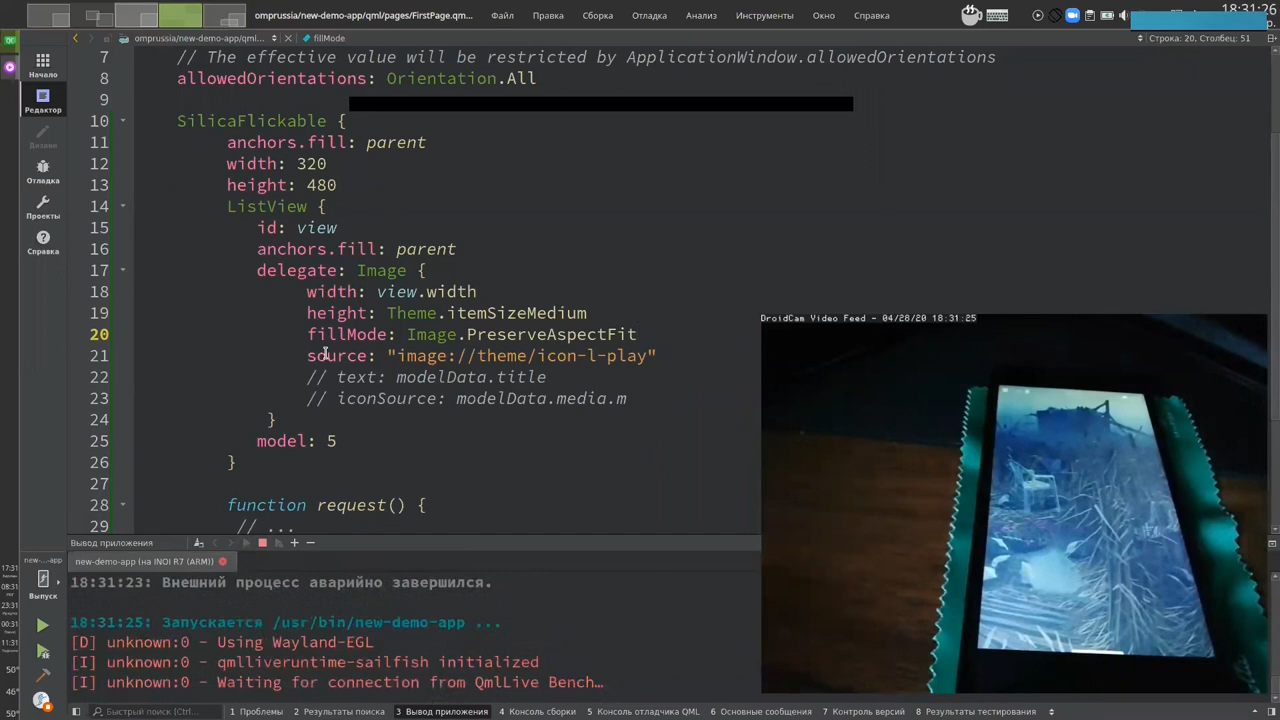 omprussia/new-demo-app/qml/pages/FirstPage.qm...
Файл
Правка
Сборка
Отладка
Анализ
Инструменты
Окно
Справка
18:31:26
omprussia/new-demo-app/qml...
fillMode
Строка: 20, Столбец: 51
Начало
Редактор
Дизайн
Отладка
Проекты
Справка
7 // The effective value will be restricted by ApplicationWindow.allowedOrientations
8 allowedOrientations: Orientation.All
9
10 SilicaFlickable {
11 anchors.fill: parent
12 width: 320
13 height: 480
14 ListView {
15 id: view
16 anchors.fill: parent
17 delegate: Image {
18 width: view.width
19 height: Theme.itemSizeMedium
20 fillMode: Image.PreserveAspectFit
21 source: "image://theme/icon-l-play"
22 // text: modelData.title
23 // iconSource: modelData.media.m
24 }
25 model: 5
26 }
27
28 function request() {
29 // ...
DroidCam Video Feed - 04/28/20 18:31:25
Вывод приложения
new-demo-app (на INOI R7 (ARM))
18:31:23: Внешний процесс аварийно завершился.
18:31:25: Запускается /usr/bin/new-demo-app ...
[D] unknown:0 - Using Wayland-EGL
[I] unknown:0 - qmlliveruntime-sailfish initialized
[I] unknown:0 - Waiting for connection from QmlLive Bench…
new-...-app
Выпуск
Быстрый поиск (Ctrl+...
1 Проблемы
2 Результаты поиска
3 Вывод приложения
4 Консоль сборки
5 Консоль отладчика QML
6 Основные сообщения
7 Контроль версий
8 Результаты тестирования